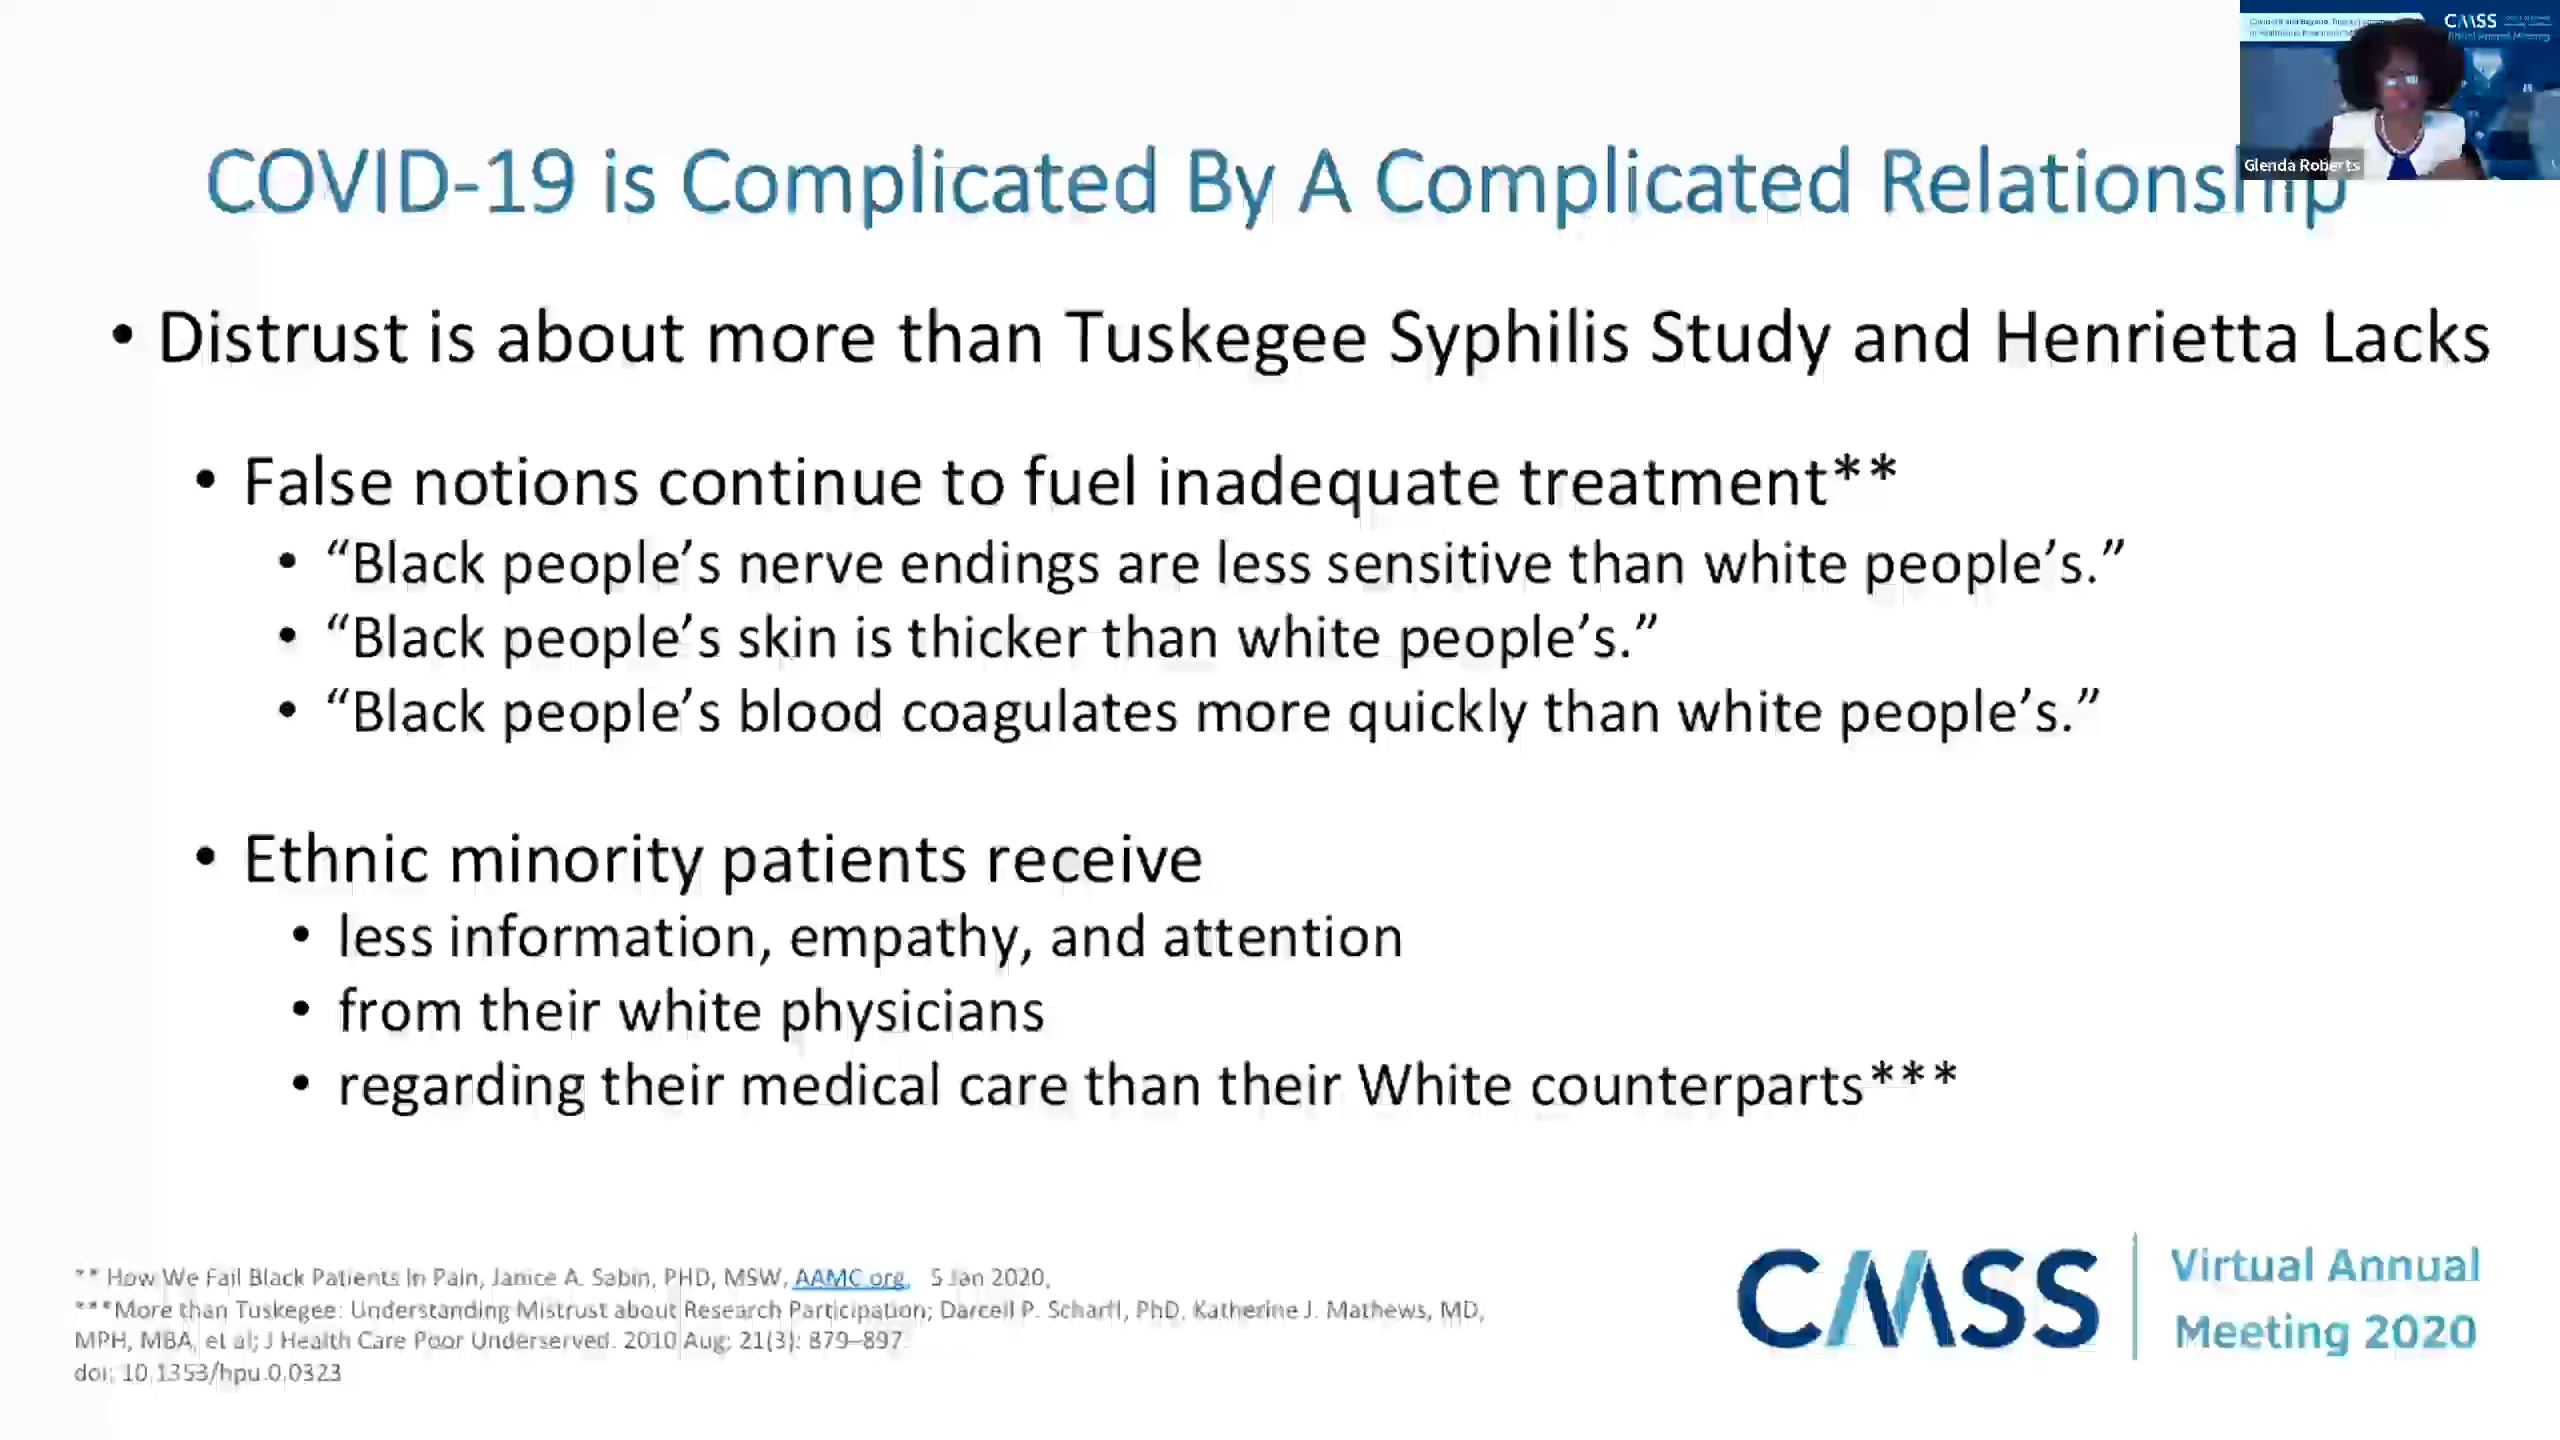 CMSS
Glenda Roberts
COVID-19 is Complicated By A Complicated Relationship
• Distrust is about more than Tuskegee Syphilis Study and Henrietta Lacks
• False notions continue to fuel inadequate treatment**
• “Black people’s nerve endings are less sensitive than white people’s.”
• “Black people’s skin is thicker than white people’s.”
• “Black people’s blood coagulates more quickly than white people’s.”
• Ethnic minority patients receive
• less information, empathy, and attention
• from their white physicians
• regarding their medical care than their White counterparts***
** How We Fail Black Patients In Pain, Janice A. Sabin, PHD, MSW, AAMC.org, 5 Jan 2020,
***More than Tuskegee: Understanding Mistrust about Research Participation; Darcell P. Scharff, PhD, Katherine J. Mathews, MD,
MPH, MBA, et al; J Health Care Poor Underserved. 2010 Aug; 21(3): 879–897.
doi: 10.1353/hpu.0.0323
CMSS
Virtual Annual
Meeting 2020